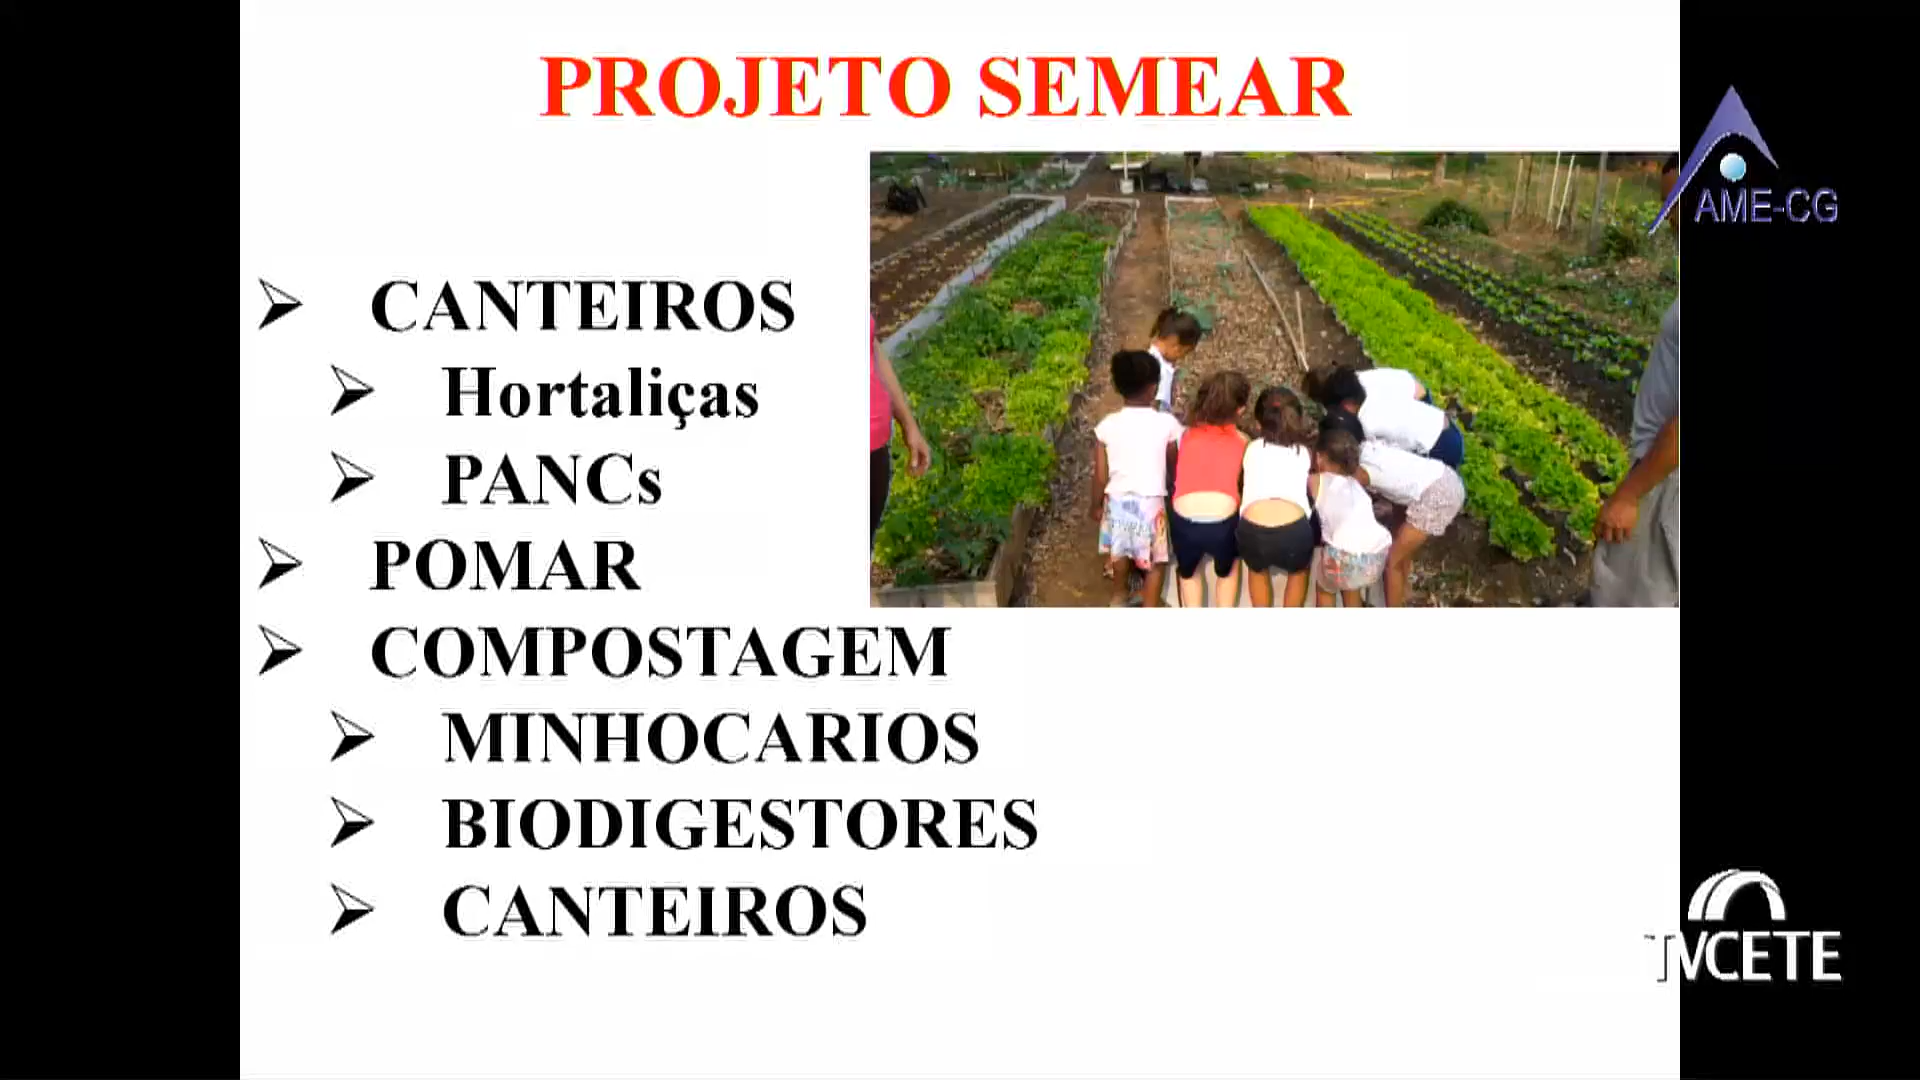 PROJETO SEMEAR
AME-CG
CANTEIROS
Hortaliças
PANCs
POMAR
COMPOSTAGEM
MINHOCARIOS
BIODIGESTORES
CANTEIROS
TVCETE